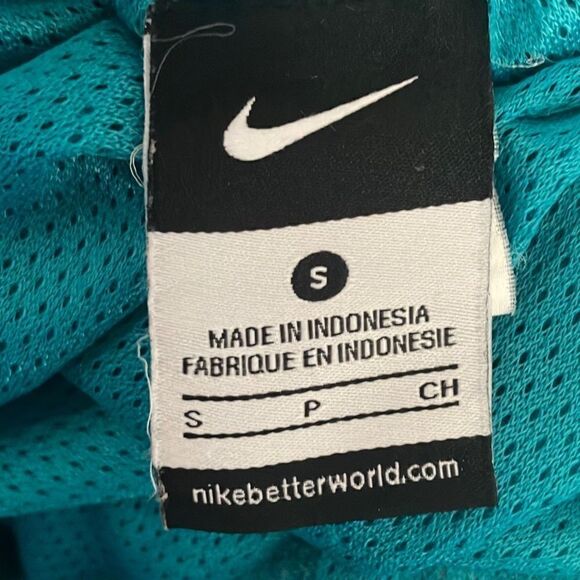 S
MADE IN INDONESIA
FABRIQUE EN INDONESIE
S P CH
nikebetterworld.com